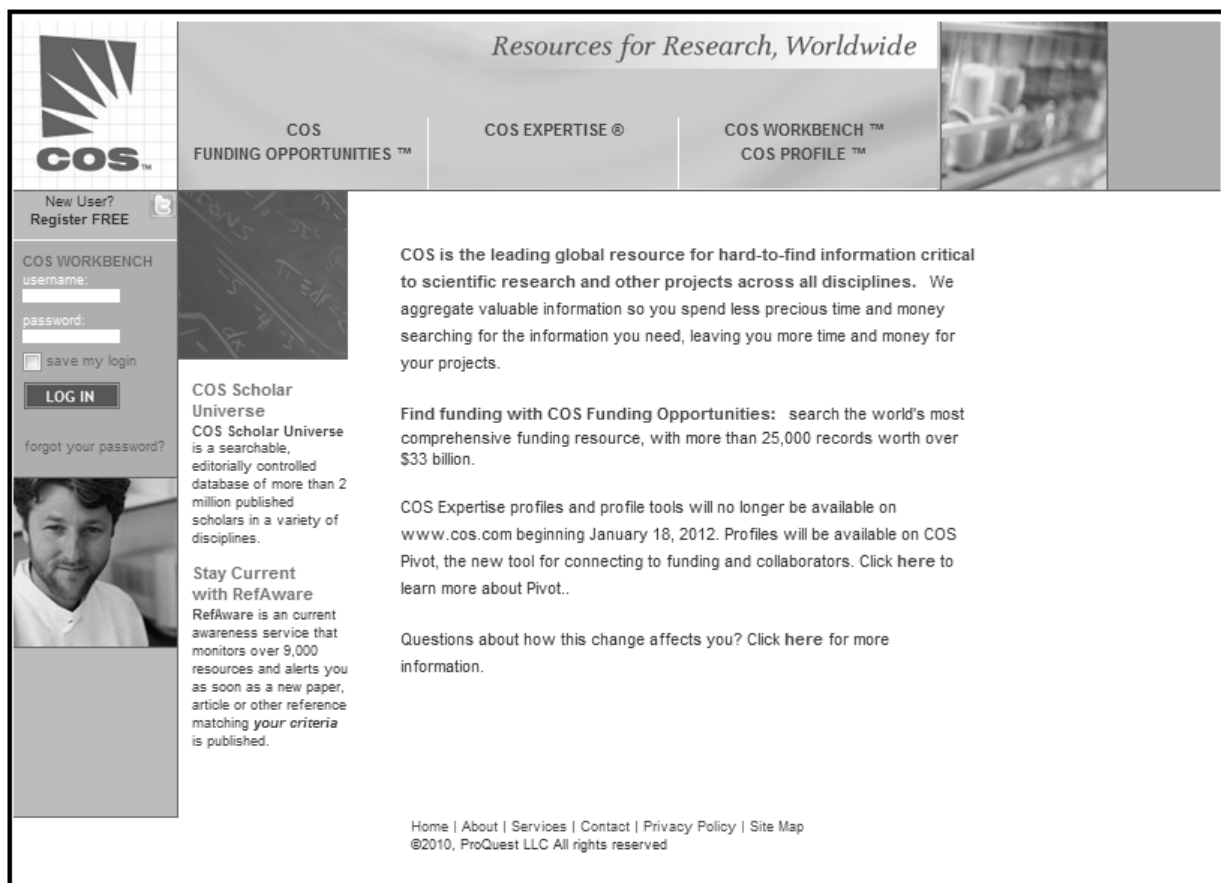 Resources for Research, Worldwide
COS™
COS
FUNDING OPPORTUNITIES ™
COS EXPERTISE ®
COS WORKBENCH ™
COS PROFILE ™
New User?
Register FREE
COS WORKBENCH
username:
password:
save my login
LOG IN
forgot your password?
COS Scholar
Universe
COS Scholar Universe
is a searchable,
editorially controlled
database of more than 2
million published
scholars in a variety of
disciplines.
Stay Current
with RefAware
RefAware is an current
awareness service that
monitors over 9,000
resources and alerts you
as soon as a new paper,
article or other reference
matching your criteria
is published.
COS is the leading global resource for hard-to-find information critical
to scientific research and other projects across all disciplines. We
aggregate valuable information so you spend less precious time and money
searching for the information you need, leaving you more time and money for
your projects.
Find funding with COS Funding Opportunities: search the world's most
comprehensive funding resource, with more than 25,000 records worth over
$33 billion.
COS Expertise profiles and profile tools will no longer be available on
www.cos.com beginning January 18, 2012. Profiles will be available on COS
Pivot, the new tool for connecting to funding and collaborators. Click here to
learn more about Pivot..
Questions about how this change affects you? Click here for more
information.
Home | About | Services | Contact | Privacy Policy | Site Map
©2010, ProQuest LLC All rights reserved